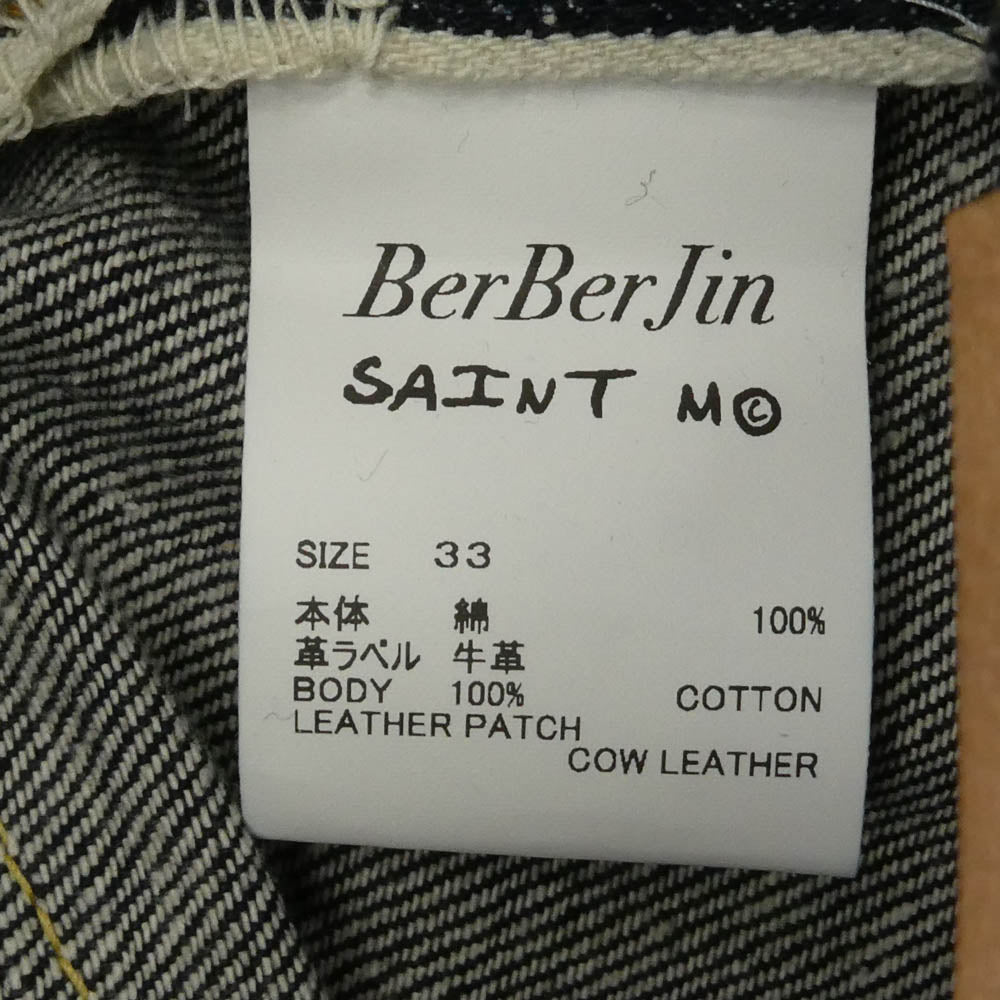 BerBerJin
SAINT M©
SIZE 33
本体 綿 100%
革ラペル 牛革
BODY 100% COTTON
LEATHER PATCH
COW LEATHER